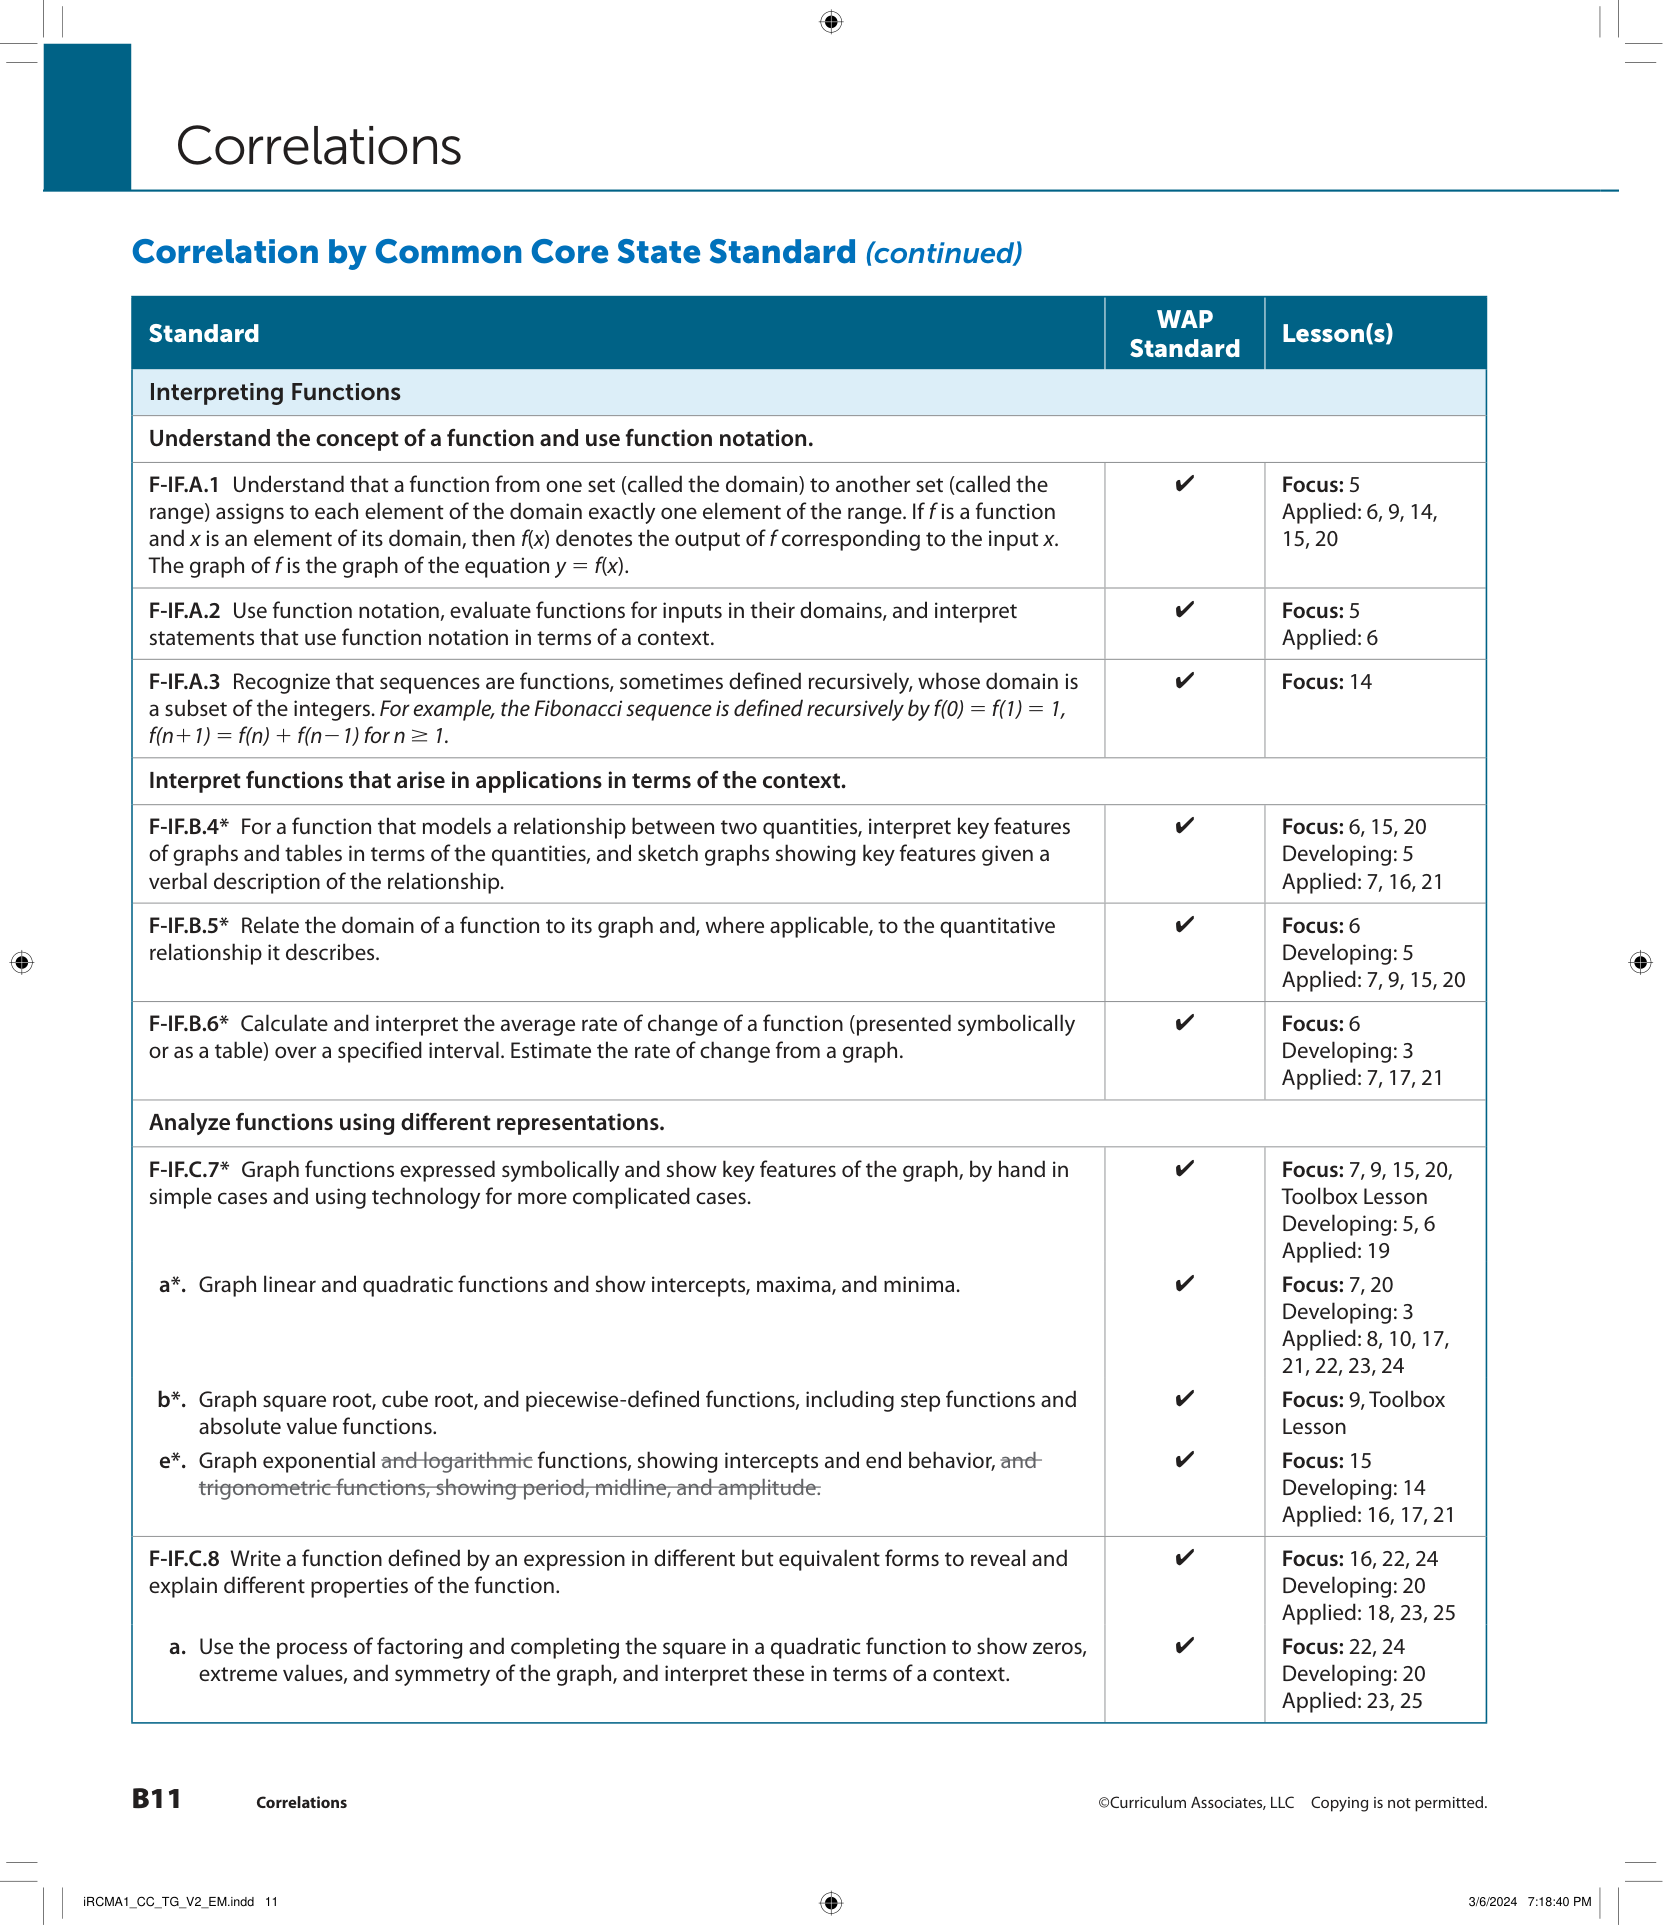 Correlations
Correlation by Common Core State Standard (continued)
Standard
WAP
Standard
Lesson(s)
Interpreting Functions
Understand the concept of a function and use function notation.
F-IF.A.1 Understand that a function from one set (called the domain) to another set (called the
range) assigns to each element of the domain exactly one element of the range. If f is a function
and x is an element of its domain, then f(x) denotes the output of f corresponding to the input x.
The graph of f is the graph of the equation y = f(x).
✔
Focus: 5
Applied: 6, 9, 14,
15, 20
F-IF.A.2 Use function notation, evaluate functions for inputs in their domains, and interpret
statements that use function notation in terms of a context.
✔
Focus: 5
Applied: 6
F-IF.A.3 Recognize that sequences are functions, sometimes defined recursively, whose domain is
a subset of the integers. For example, the Fibonacci sequence is defined recursively by f(0) = f(1) = 1,
f(n+1) = f(n) + f(n−1) for n ≥ 1.
✔
Focus: 14
Interpret functions that arise in applications in terms of the context.
F-IF.B.4* For a function that models a relationship between two quantities, interpret key features
of graphs and tables in terms of the quantities, and sketch graphs showing key features given a
verbal description of the relationship.
✔
Focus: 6, 15, 20
Developing: 5
Applied: 7, 16, 21
F-IF.B.5* Relate the domain of a function to its graph and, where applicable, to the quantitative
relationship it describes.
✔
Focus: 6
Developing: 5
Applied: 7, 9, 15, 20
F-IF.B.6* Calculate and interpret the average rate of change of a function (presented symbolically
or as a table) over a specified interval. Estimate the rate of change from a graph.
✔
Focus: 6
Developing: 3
Applied: 7, 17, 21
Analyze functions using different representations.
F-IF.C.7* Graph functions expressed symbolically and show key features of the graph, by hand in
simple cases and using technology for more complicated cases.
✔
Focus: 7, 9, 15, 20,
Toolbox Lesson
Developing: 5, 6
Applied: 19
a*. Graph linear and quadratic functions and show intercepts, maxima, and minima.
✔
Focus: 7, 20
Developing: 3
Applied: 8, 10, 17,
21, 22, 23, 24
b*. Graph square root, cube root, and piecewise-defined functions, including step functions and
absolute value functions.
✔
Focus: 9, Toolbox
Lesson
e*. Graph exponential and logarithmic functions, showing intercepts and end behavior, and
trigonometric functions, showing period, midline, and amplitude.
✔
Focus: 15
Developing: 14
Applied: 16, 17, 21
F-IF.C.8 Write a function defined by an expression in different but equivalent forms to reveal and
explain different properties of the function.
✔
Focus: 16, 22, 24
Developing: 20
Applied: 18, 23, 25
a. Use the process of factoring and completing the square in a quadratic function to show zeros,
extreme values, and symmetry of the graph, and interpret these in terms of a context.
✔
Focus: 22, 24
Developing: 20
Applied: 23, 25
B11 Correlations ©Curriculum Associates, LLC Copying is not permitted.
iRCMA1_CC_TG_V2_EM.indd 11 3/6/2024 7:18:40 PM